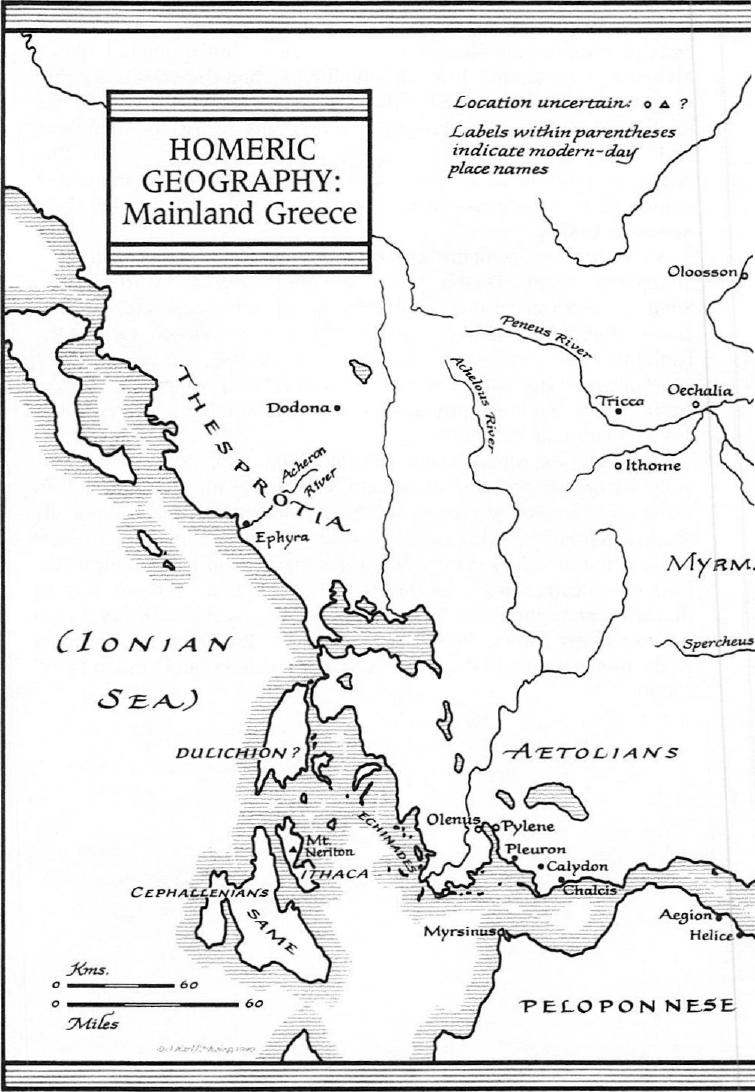 HOMERIC
GEOGRAPHY:
Mainland Greece
Location uncertain: ○ △ ?
Labels within parentheses
indicate modern-day
place names
Oloosson
Peneus River
Achelous River
Oechalia
Tricca
Dodona
THESPROTIA
Ithome
Acheron
River
Ephyra
MYRM
(IONIAN
SEA)
Spercheus
DULICHION?
AETOLIANS
ECHINADES
Olenus
Pylene
Mt.
Neriton
Pleuron
ITHACA
Calydon
CEPHALLENIANS
Chalcis
SAME
Aegion
Myrsinus
Helice
Kms.
0 60
0 60
Miles
PELOPONNESE